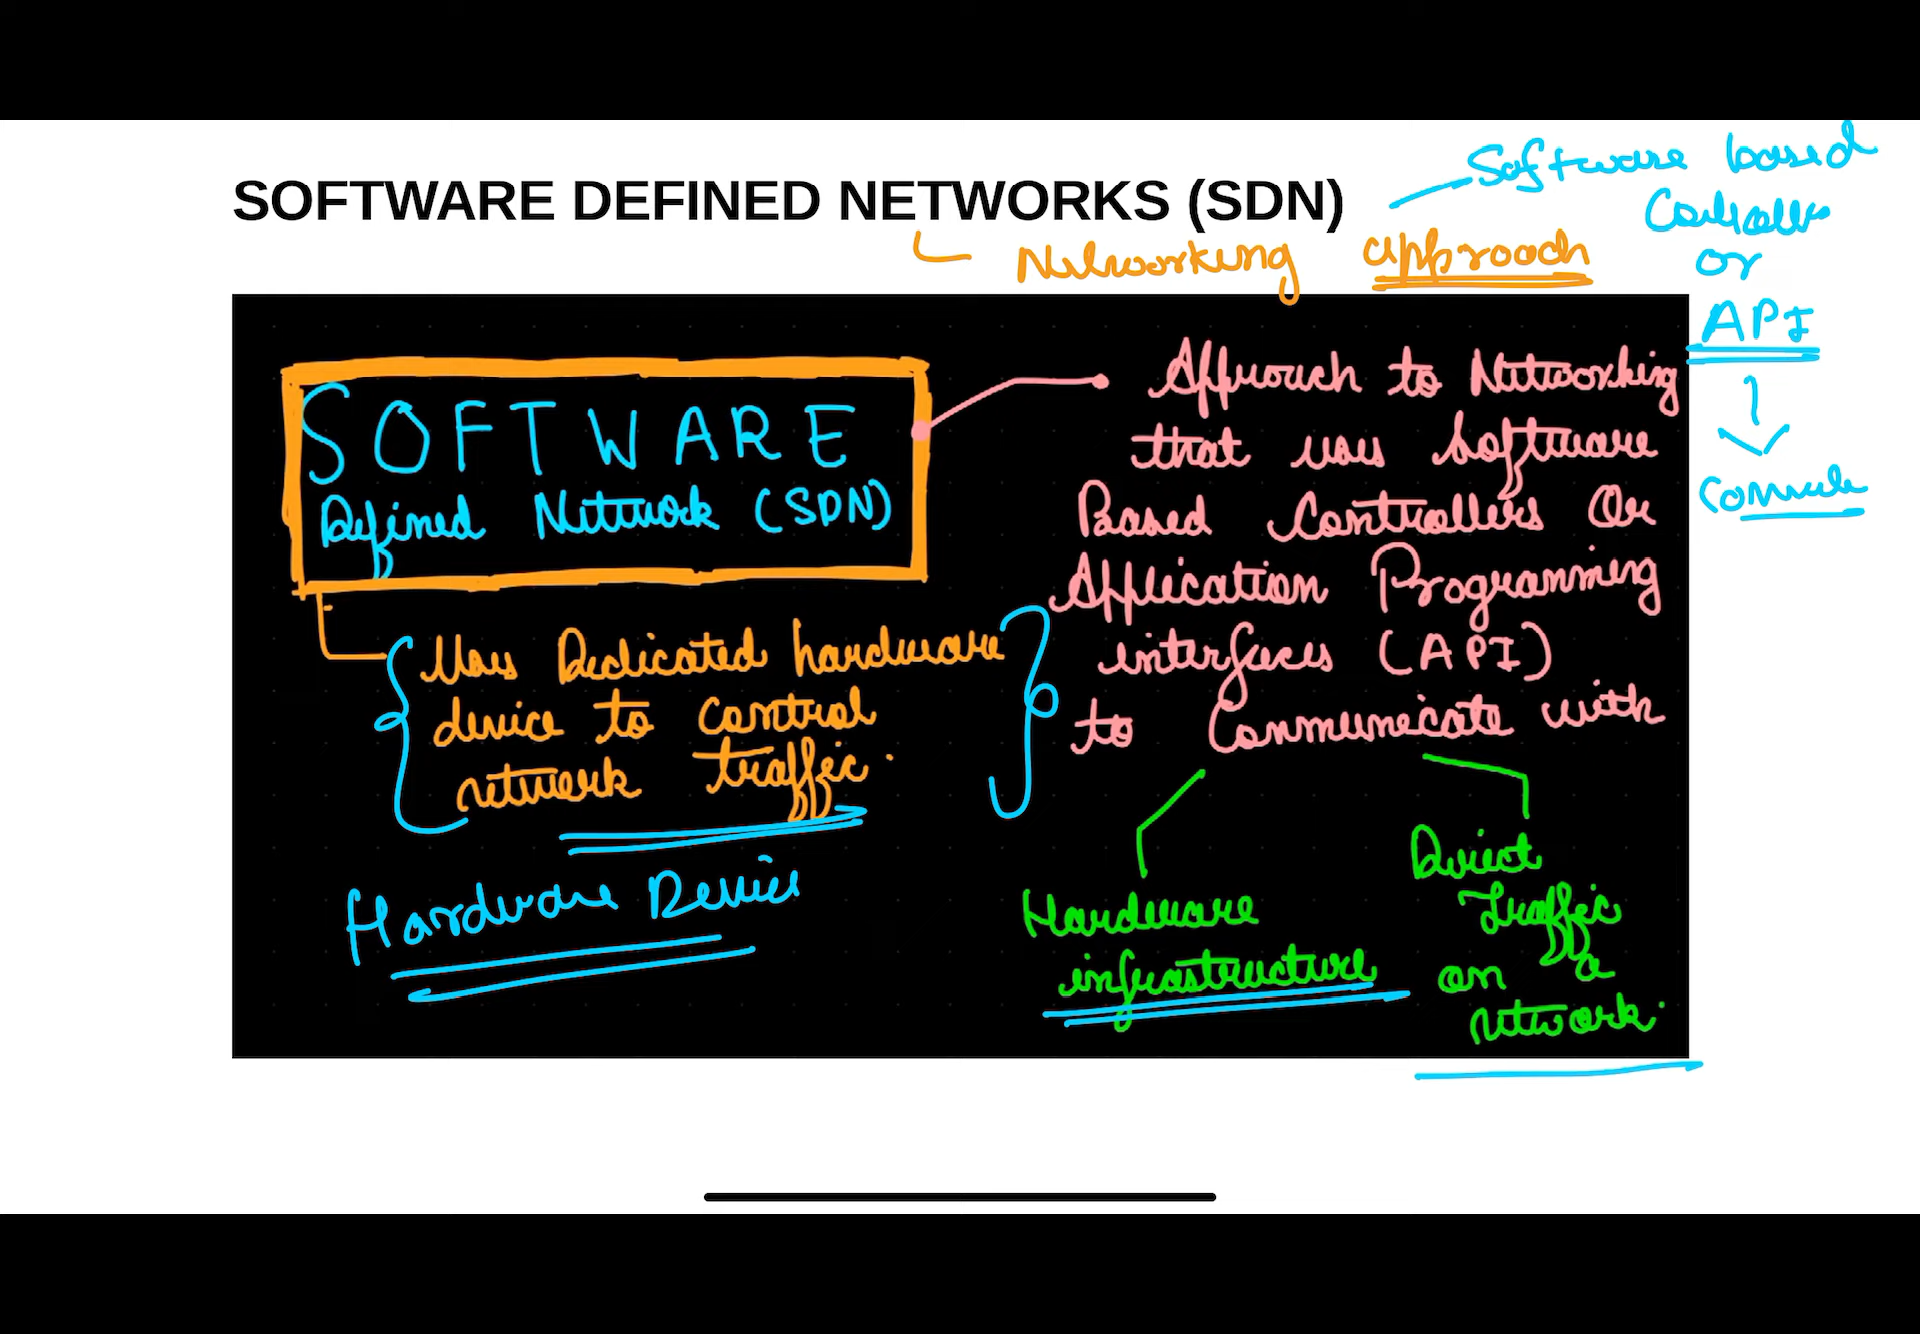 SOFTWARE DEFINED NETWORKS (SDN)
Software based
Controller
or
API
Networking approach
SOFTWARE
Defined Network (SDN)
Approach to Networking
that uses software
Based Controllers Or
Application Programming
interfaces (API)
to Communicate with
Uses Dedicated hardware
device to control
network traffic.
Hardware Device
Hardware
infrastructure
Direct
Traffic
on a
network.